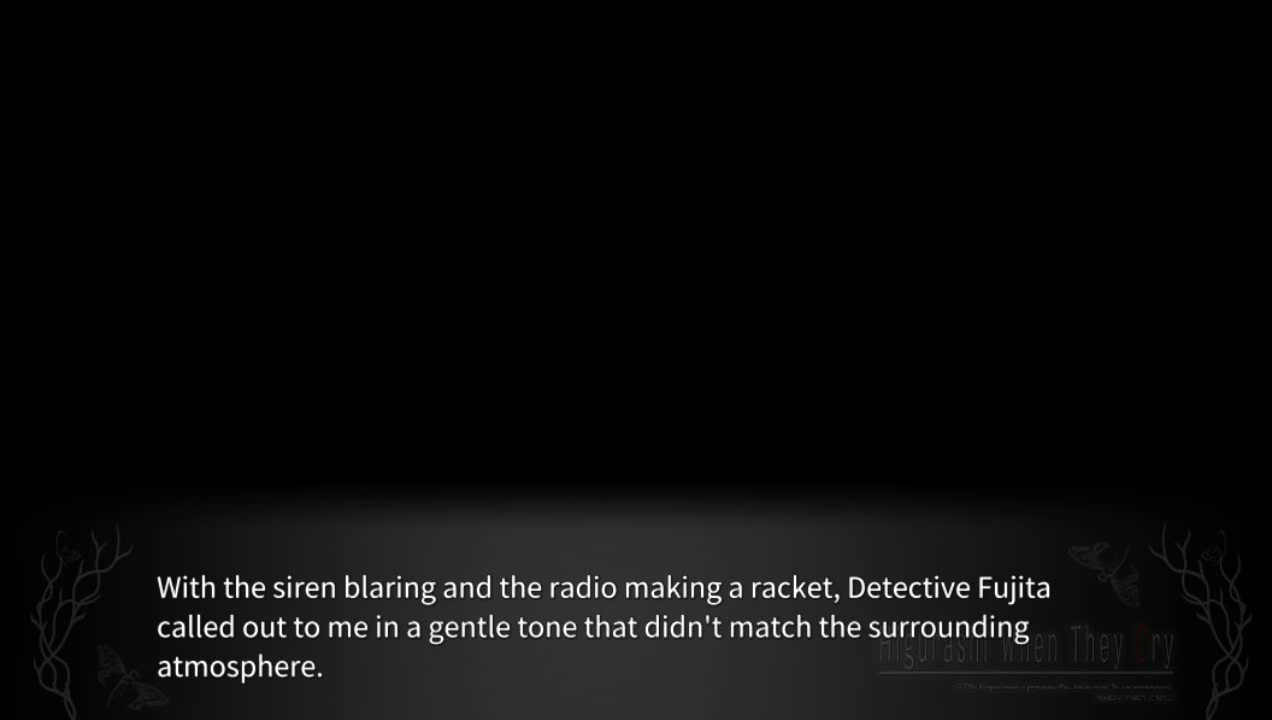 With the siren blaring and the radio making a racket, Detective Fujita
called out to me in a gentle tone that didn't match the surrounding
atmosphere.
Higurashi When They Cry